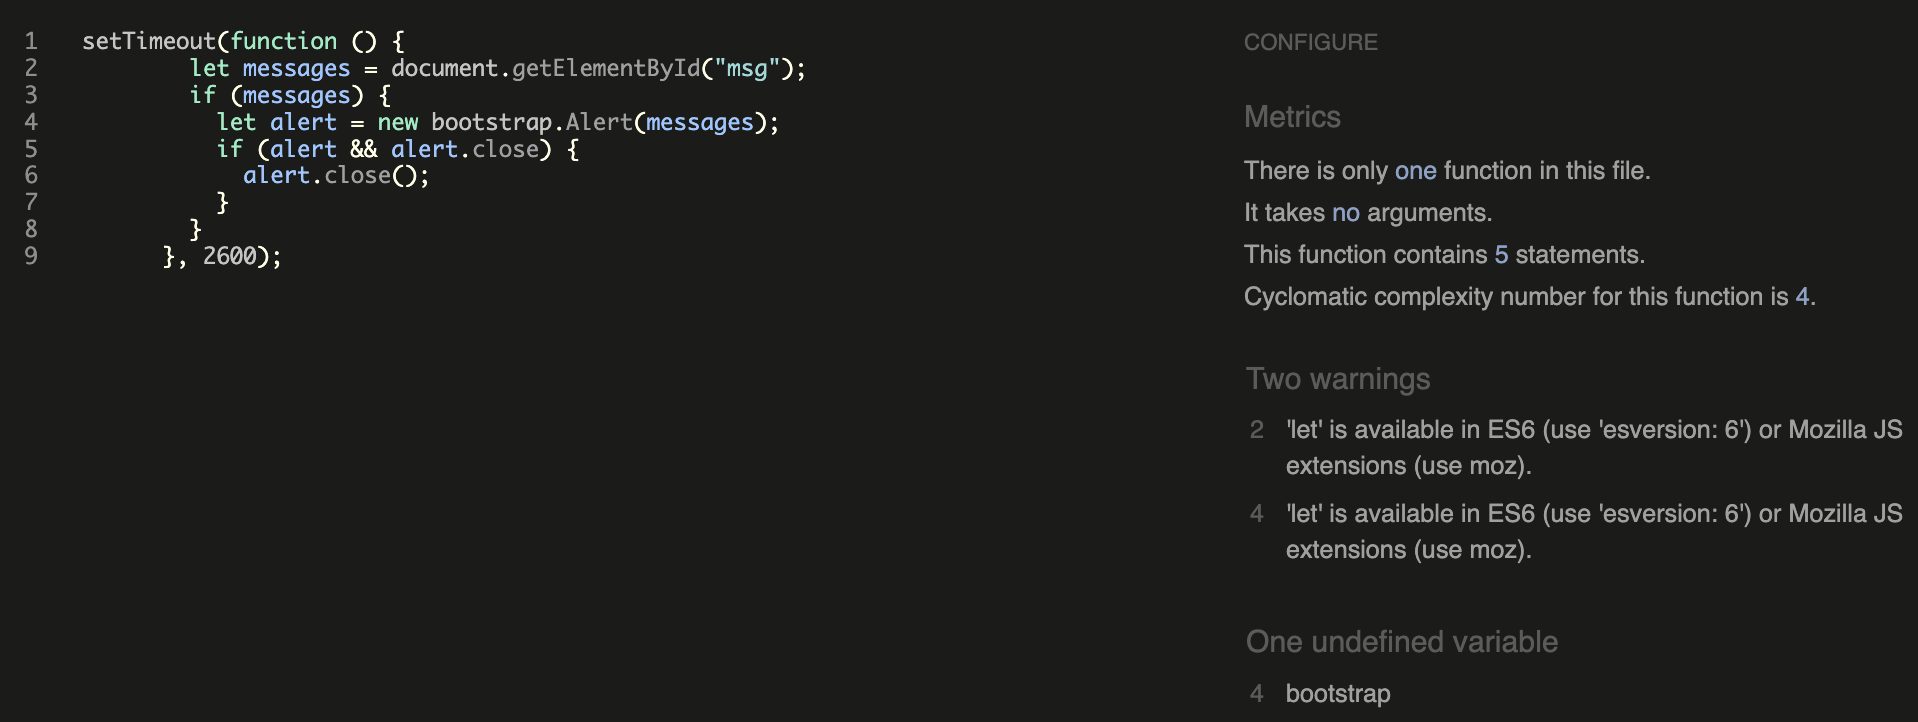 1 setTimeout(function () {
2 let messages = document.getElementById("msg");
3 if (messages) {
4 let alert = new bootstrap.Alert(messages);
5 if (alert && alert.close) {
6 alert.close();
7 }
8 }
9 }, 2600);
CONFIGURE
Metrics
There is only one function in this file.
It takes no arguments.
This function contains 5 statements.
Cyclomatic complexity number for this function is 4.
Two warnings
2 'let' is available in ES6 (use 'esversion: 6') or Mozilla JS
extensions (use moz).
4 'let' is available in ES6 (use 'esversion: 6') or Mozilla JS
extensions (use moz).
One undefined variable
4 bootstrap